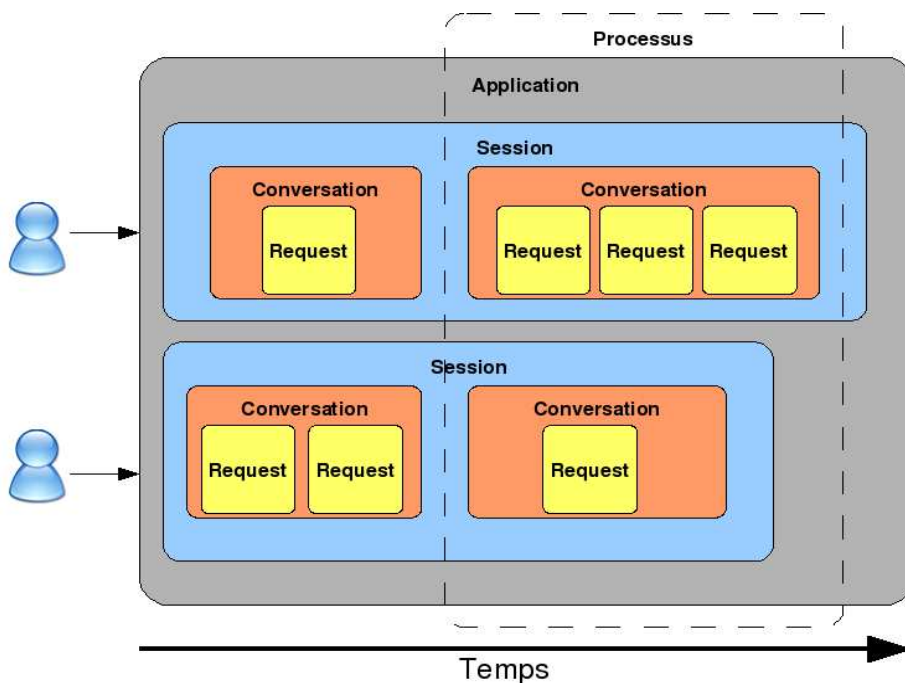 Processus
Application
Session
Conversation Conversation
Request Request Request Request
Session
Conversation Conversation
Request Request Request
Temps